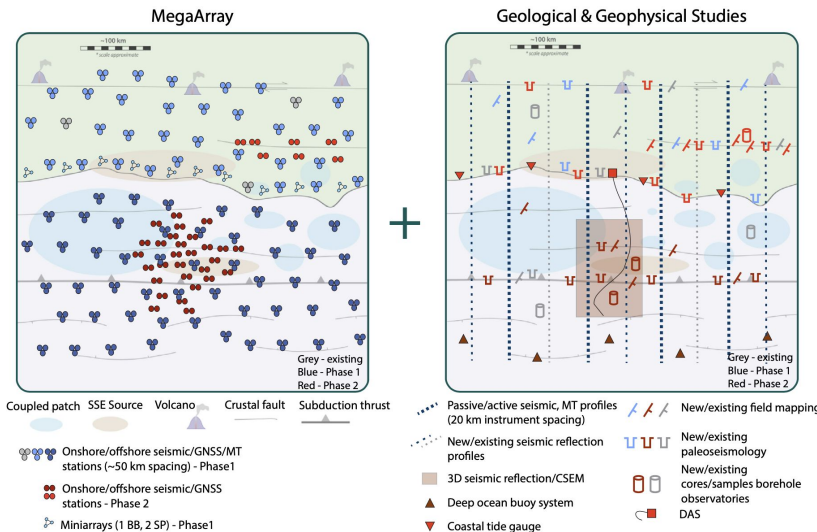 MegaArray
~100 km
* scale approximate
Grey - existing
Blue - Phase 1
Red - Phase 2
Coupled patch
SSE Source
Volcano
Crustal fault
Subduction thrust
Onshore/offshore seismic/GNSS/MT
stations (~50 km spacing) - Phase1
Onshore/offshore seismic/GNSS
stations - Phase 2
Miniarrays (1 BB, 2 SP) - Phase1
+
Geological & Geophysical Studies
~100 km
* scale approximate
Grey - existing
Blue - Phase 1
Red - Phase 2
Passive/active seismic, MT profiles
(20 km instrument spacing)
New/existing seismic reflection
profiles
3D seismic reflection/CSEM
Deep ocean buoy system
Coastal tide gauge
New/existing field mapping
New/existing
paleoseismology
New/existing
cores/samples borehole
observatories
DAS